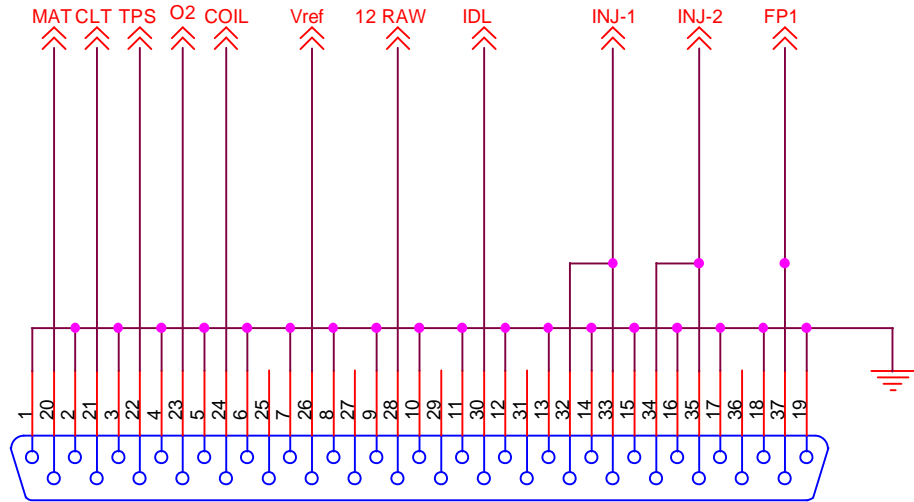 MAT CLT TPS O2 COIL Vref 12 RAW IDL INJ-1 INJ-2 FP1
1 20 2 21 3 22 4 23 5 24 6 25 7 26 8 27 9 28 10 29 11 30 12 31 13 32 14 33 15 34 16 35 17 36 18 37 19